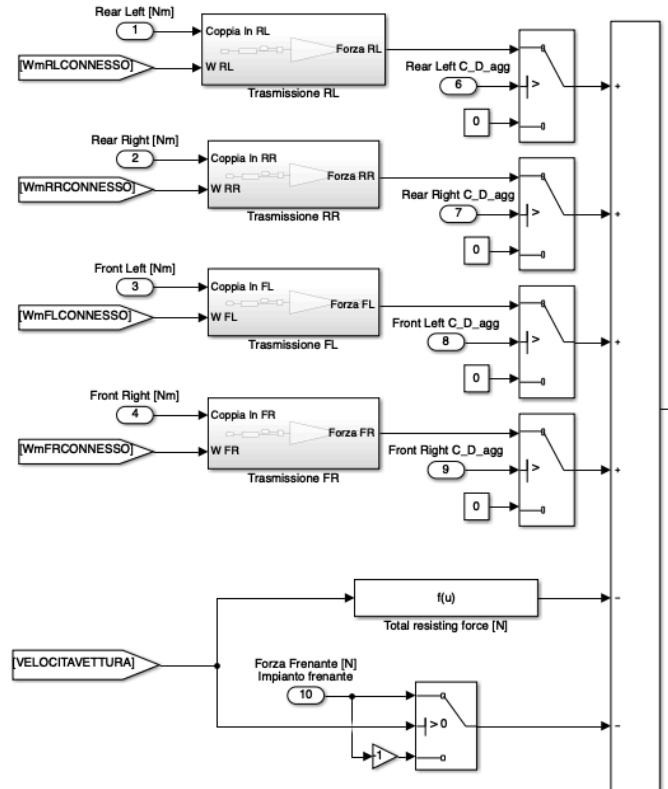 Rear Left [Nm]
1
[WmRLCONNESSO]
Coppia In RL
W RL
Forza RL
Trasmissione RL
Rear Left C_D_agg
6
>
0
+
Rear Right [Nm]
2
[WmRRCONNESSO]
Coppia In RR
W RR
Forza RR
Trasmissione RR
Rear Right C_D_agg
7
>
0
+
Front Left [Nm]
3
[WmFLCONNESSO]
Coppia In FL
W FL
Forza FL
Trasmissione FL
Front Left C_D_agg
8
>
0
+
Front Right [Nm]
4
[WmFRCONNESSO]
Coppia In FR
W FR
Forza FR
Trasmissione FR
Front Right C_D_agg
9
>
0
+
f(u)
Total resisting force [N]
−
[VELOCITAVETTURA]
Forza Frenante [N]
Impianto frenante
10
> 0
-1
−